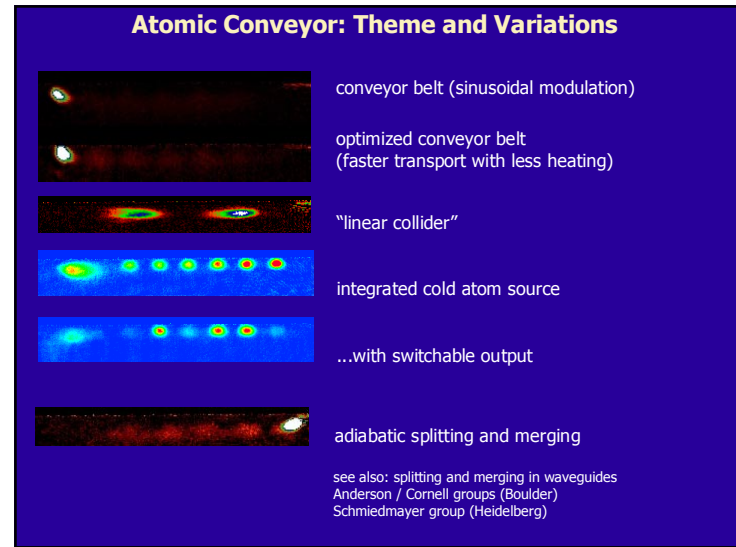 Atomic Conveyor: Theme and Variations
conveyor belt (sinusoidal modulation)
optimized conveyor belt
(faster transport with less heating)
“linear collider”
integrated cold atom source
...with switchable output
adiabatic splitting and merging
see also: splitting and merging in waveguides
Anderson / Cornell groups (Boulder)
Schmiedmayer group (Heidelberg)